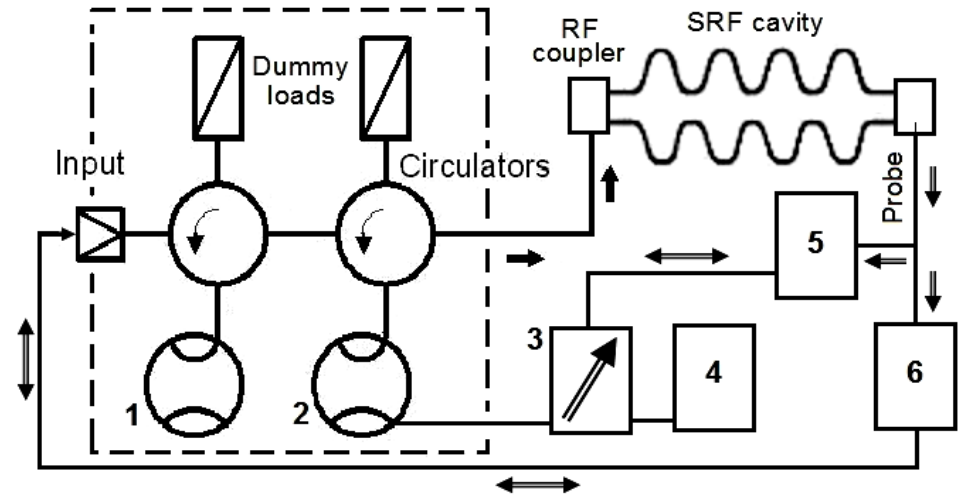 RF
coupler
SRF cavity
Dummy
loads
Input
Circulators
Probe
5
3
4
6
1
2